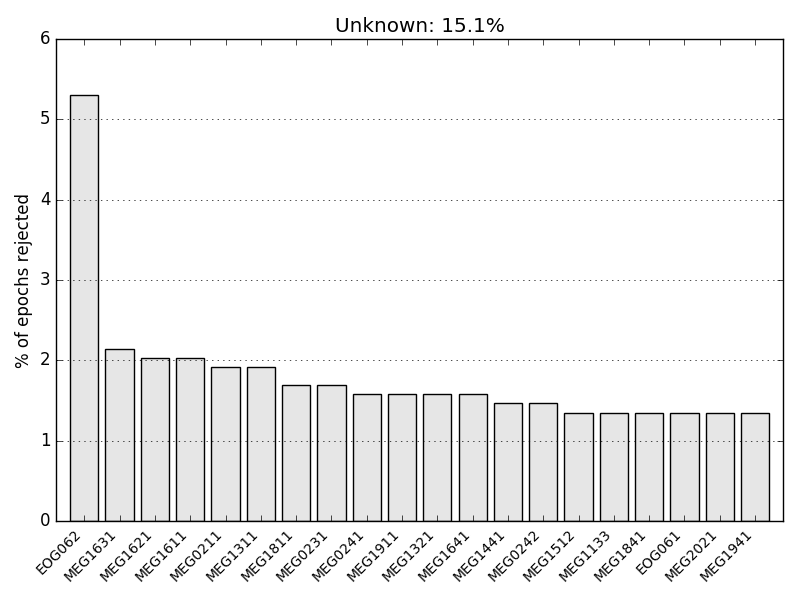 Unknown: 15.1%
6
5
4
3
2
1
0
% of epochs rejected
EOG062
MEG1631
MEG1621
MEG1611
MEG0211
MEG1311
MEG1811
MEG0231
MEG0241
MEG1911
MEG1321
MEG1641
MEG1441
MEG0242
MEG1512
MEG1133
MEG1841
EOG061
MEG2021
MEG1941